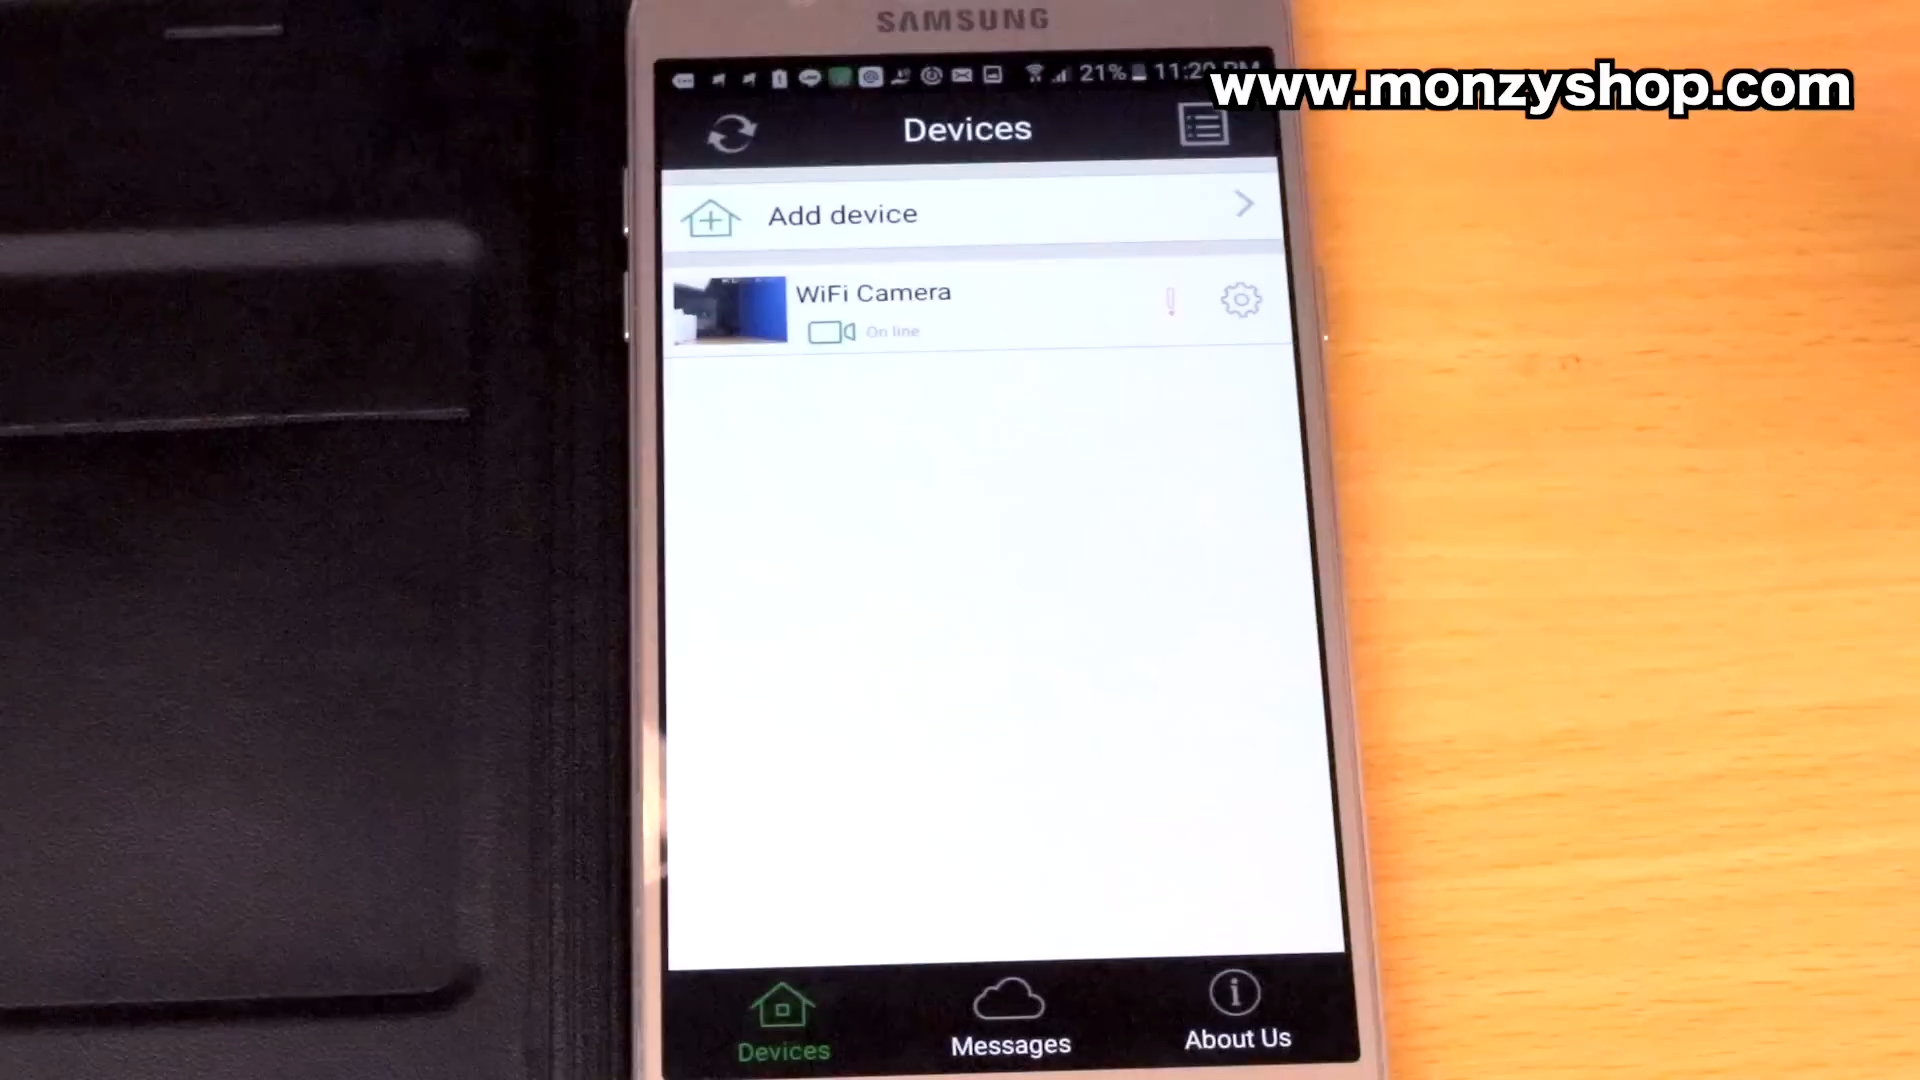 SAMSUNG
21%
www.monzyshop.com
Devices
Add device
WiFi Camera
On line
Devices
Messages
About Us